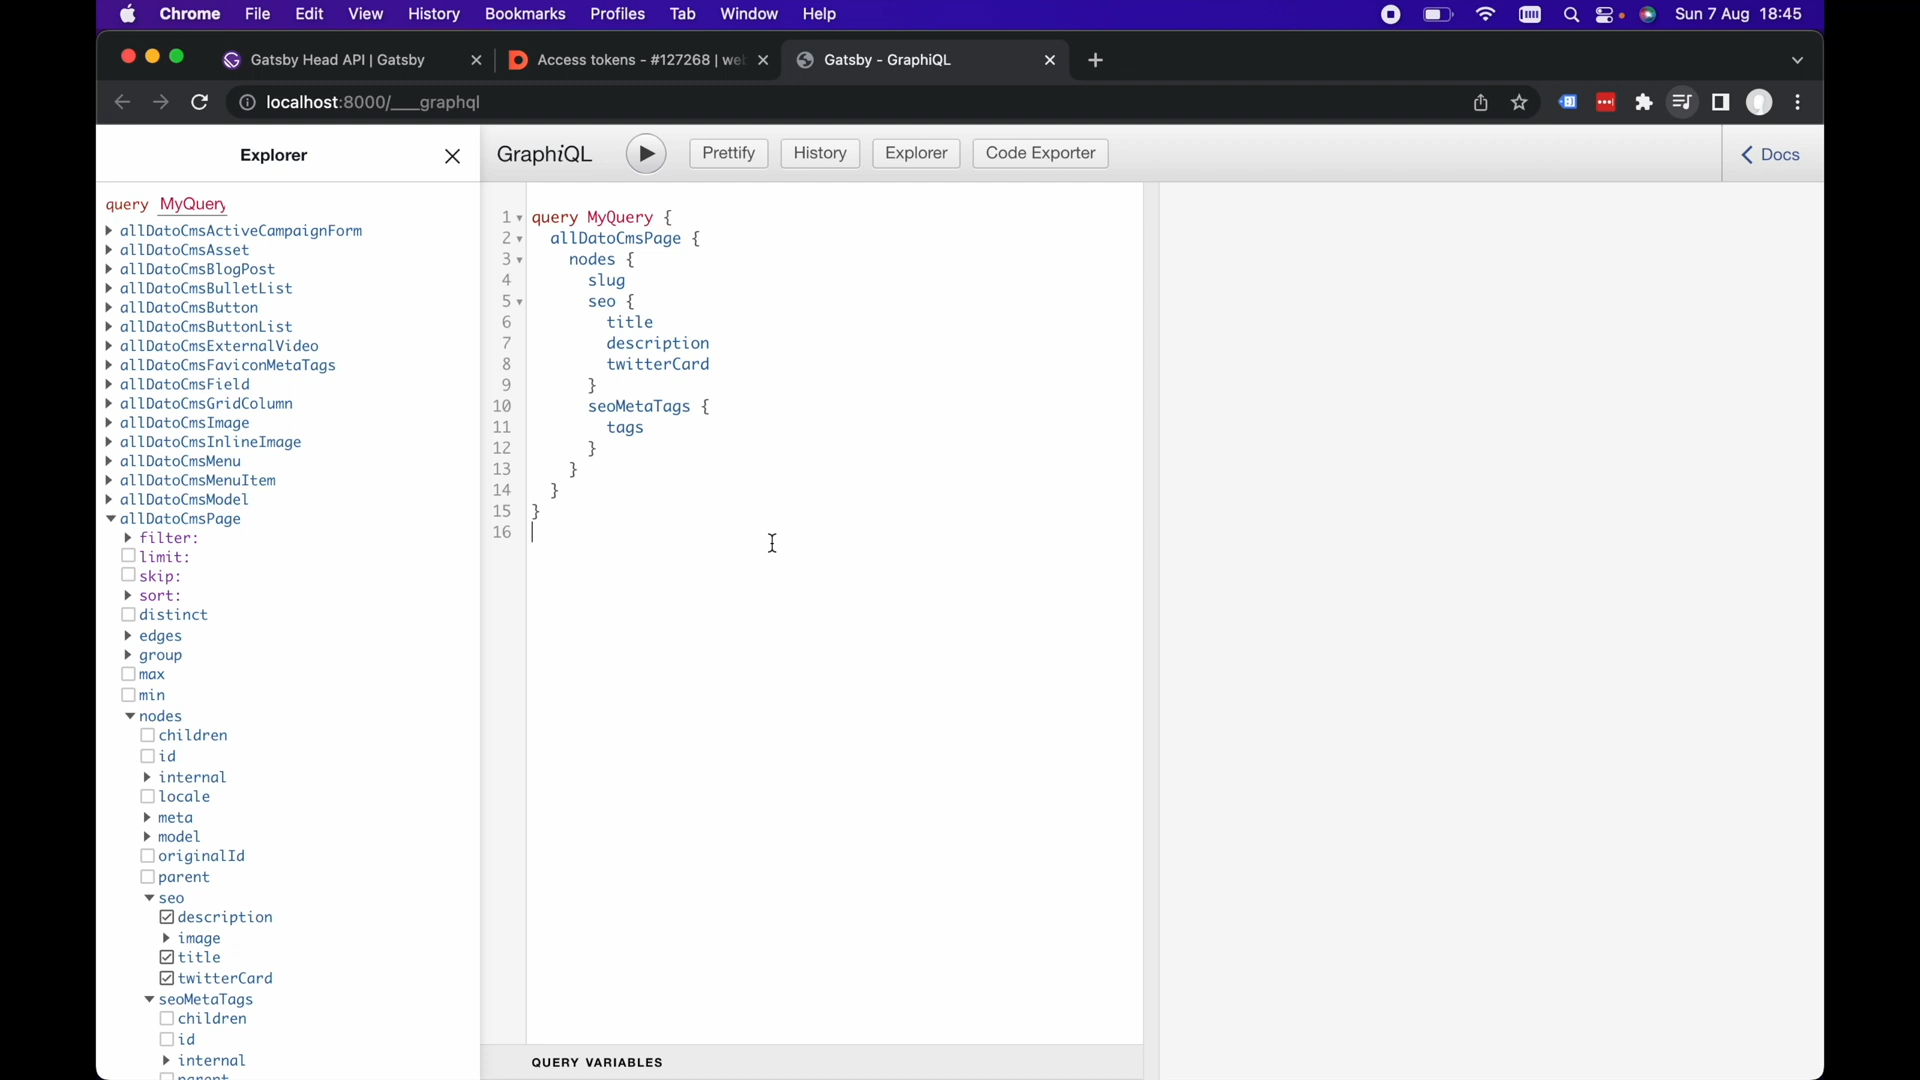 Chrome File Edit View History Bookmarks Profiles Tab Window Help Sun 7 Aug 18:45
Gatsby Head API | Gatsby Access tokens - #127268 | we Gatsby - GraphiQL
localhost:8000/___graphql
Explorer
GraphiQL Prettify History Explorer Code Exporter Docs
query MyQuery
allDatoCmsActiveCampaignForm
allDatoCmsAsset
allDatoCmsBlogPost
allDatoCmsBulletList
allDatoCmsButton
allDatoCmsButtonList
allDatoCmsExternalVideo
allDatoCmsFaviconMetaTags
allDatoCmsField
allDatoCmsGridColumn
allDatoCmsImage
allDatoCmsInlineImage
allDatoCmsMenu
allDatoCmsMenuItem
allDatoCmsModel
allDatoCmsPage
filter:
limit:
skip:
sort:
distinct
edges
group
max
min
nodes
children
id
internal
locale
meta
model
originalId
parent
seo
description
image
title
twitterCard
seoMetaTags
children
id
internal
parent
1 query MyQuery {
2 allDatoCmsPage {
3 nodes {
4 slug
5 seo {
6 title
7 description
8 twitterCard
9 }
10 seoMetaTags {
11 tags
12 }
13 }
14 }
15 }
16
QUERY VARIABLES